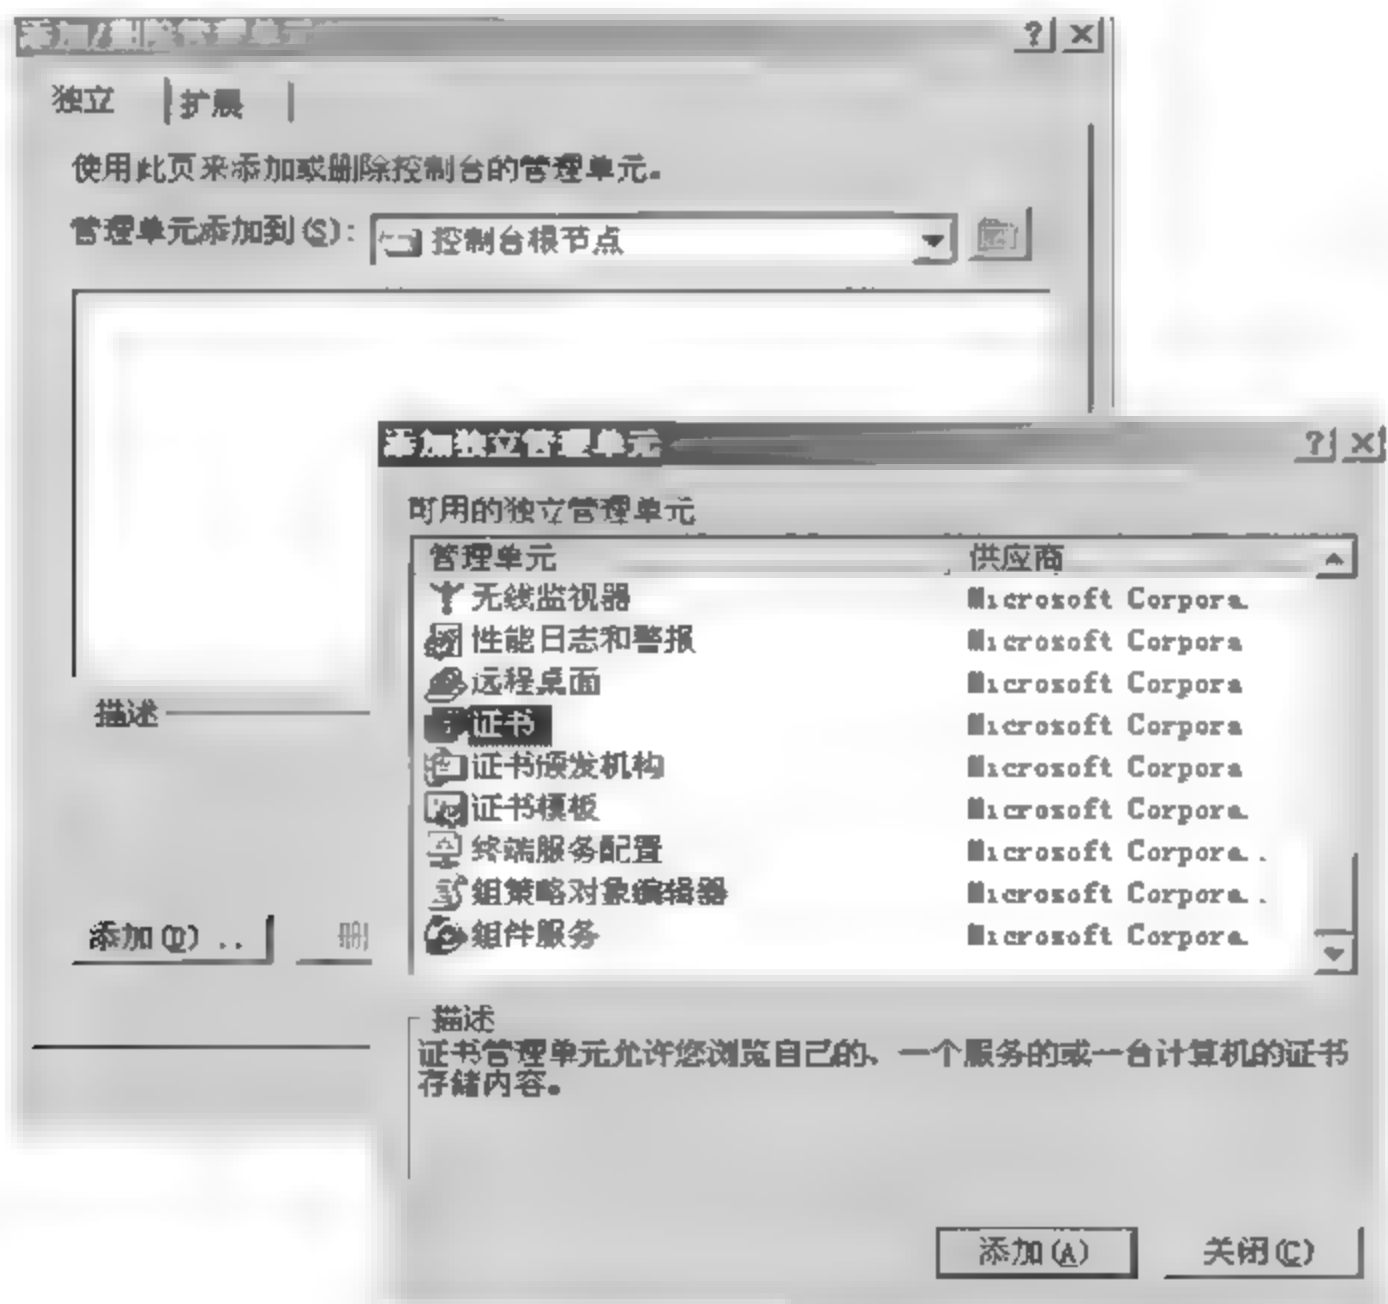 添加/删除管理单元
独立 扩展
使用此页来添加或删除控制台的管理单元。
管理单元添加到(S): 控制台根节点
添加独立管理单元
可用的独立管理单元
管理单元 供应商
无线监视器 Microsoft Corpora.
性能日志和警报 Microsoft Corpora
远程桌面 Microsoft Corpora
证书 Microsoft Corpora
证书颁发机构 Microsoft Corpora
证书模板 Microsoft Corpora.
终端服务配置 Microsoft Corpora..
组策略对象编辑器 Microsoft Corpora..
组件服务 Microsoft Corpora.
描述
添加(D)..
删
描述
证书管理单元允许您浏览自己的、一个服务的或一台计算机的证书
存储内容。
添加(A) 关闭(C)